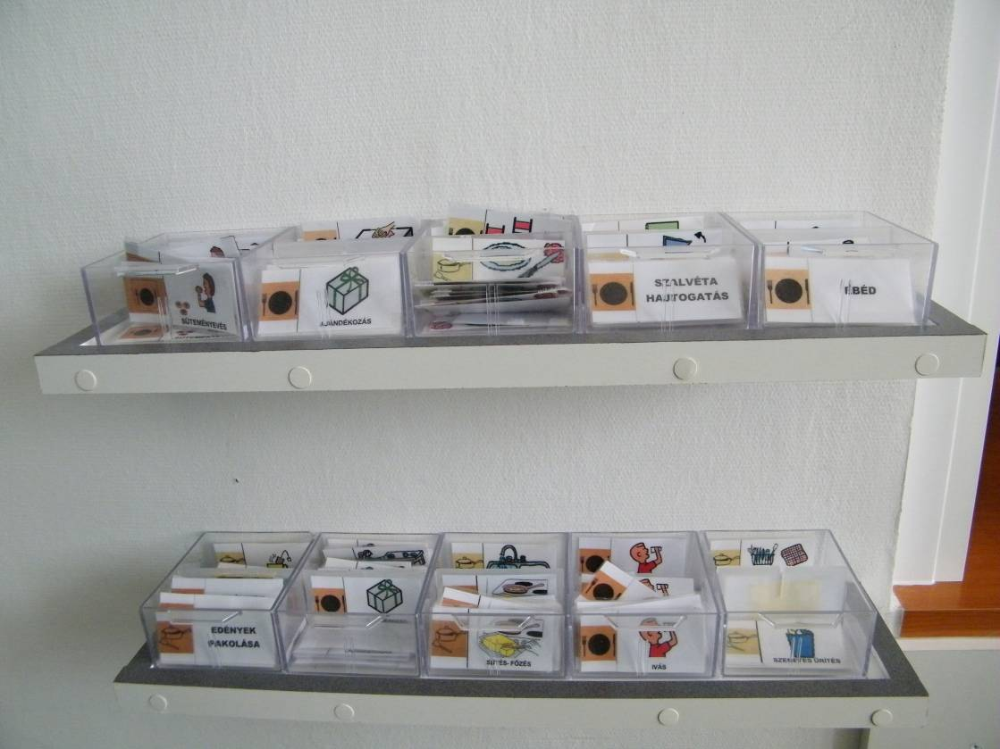 SÜTEMÉNYEVÉS
AJÁNDÉKOZÁS
SZALVÉTA
HAJTOGATÁS
EBÉD
EDÉNYEK
PAKOLÁSA
SÜTÉS- FŐZÉS
IVÁS
SZEMETES ÜRÍTÉS